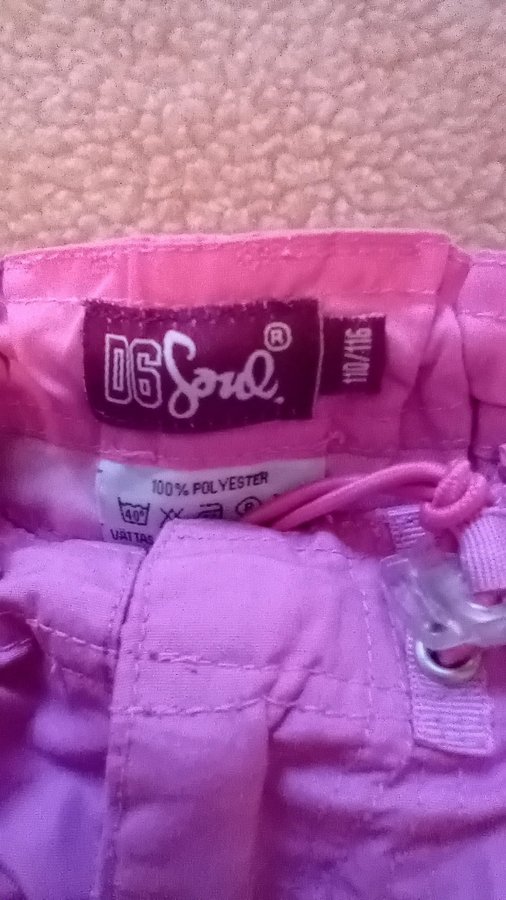 D6 Soul ®
110/116
100% POLYESTER
40°
VATTAS